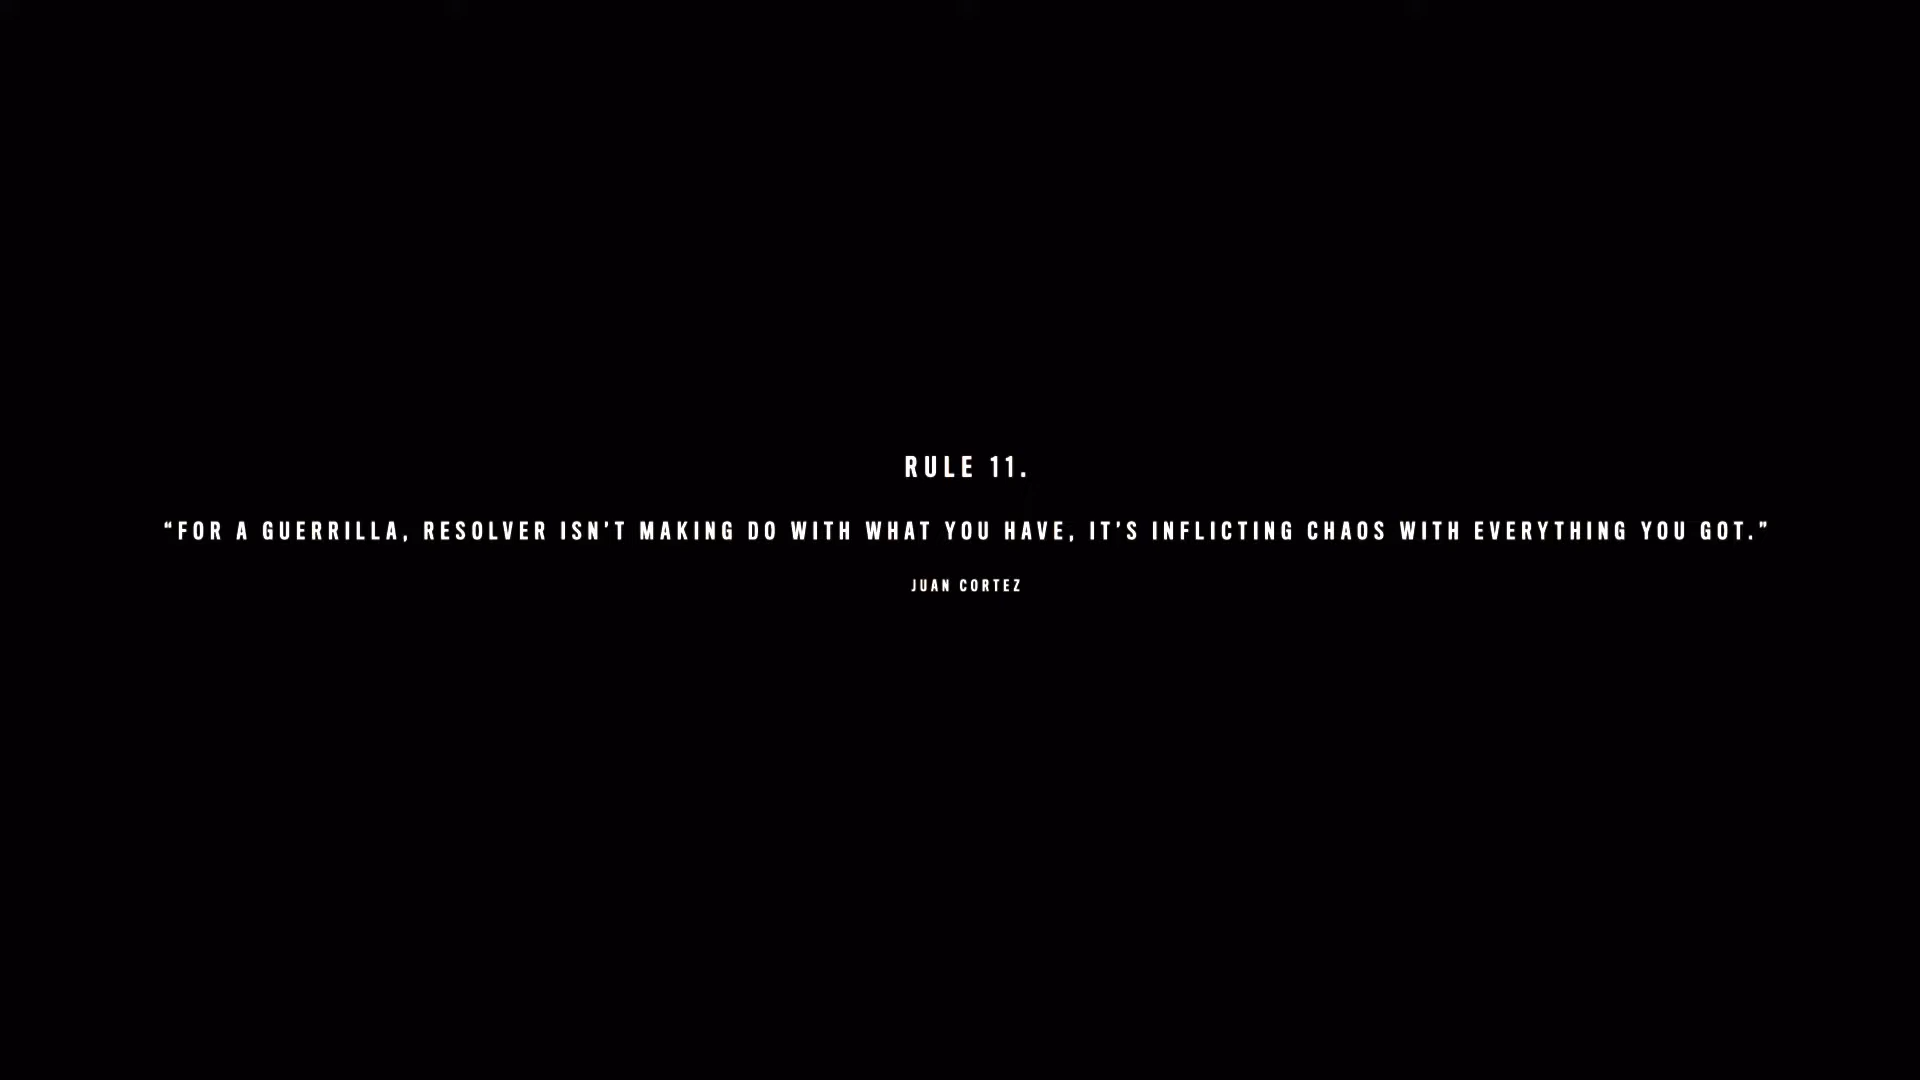 RULE 11.
“FOR A GUERRILLA, RESOLVER ISN’T MAKING DO WITH WHAT YOU HAVE, IT’S INFLICTING CHAOS WITH EVERYTHING YOU GOT.”
JUAN CORTEZ